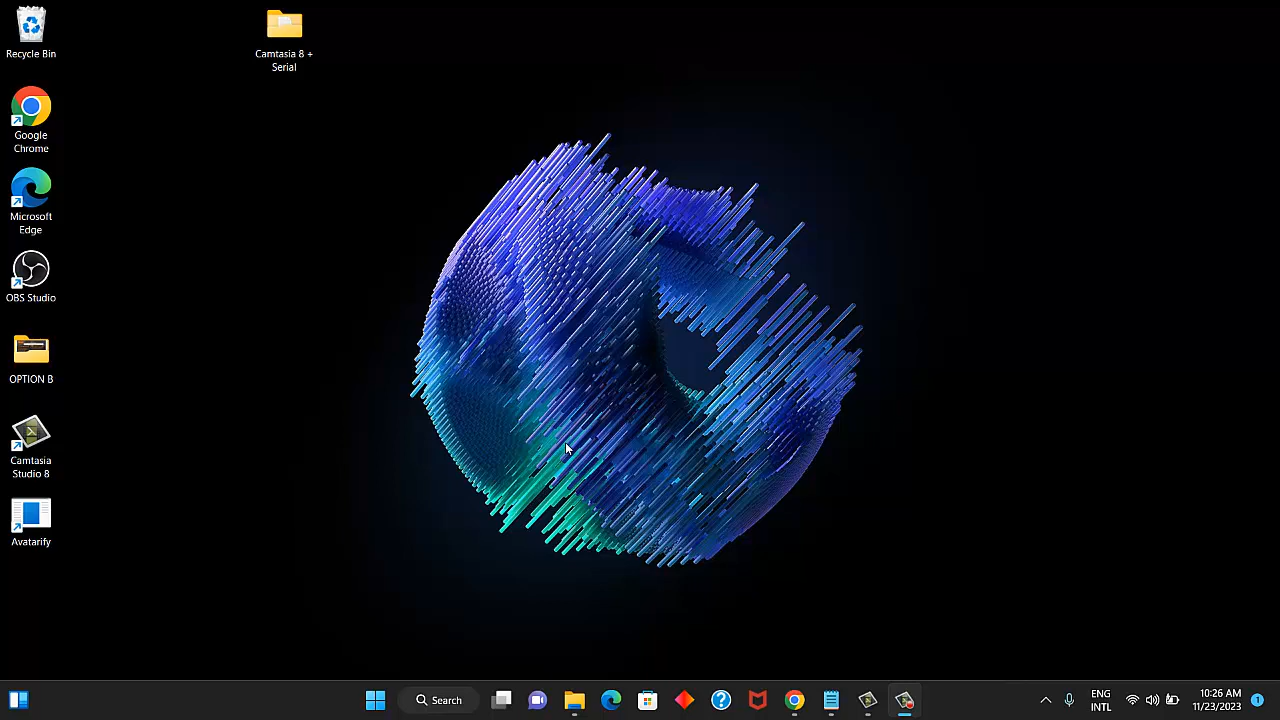 Recycle Bin
Camtasia 8 +
Serial
Google
Chrome
Microsoft
Edge
OBS Studio
OPTION B
Camtasia
Studio 8
Avatarify
Search
ENG
INTL
10:26 AM
11/23/2023
1